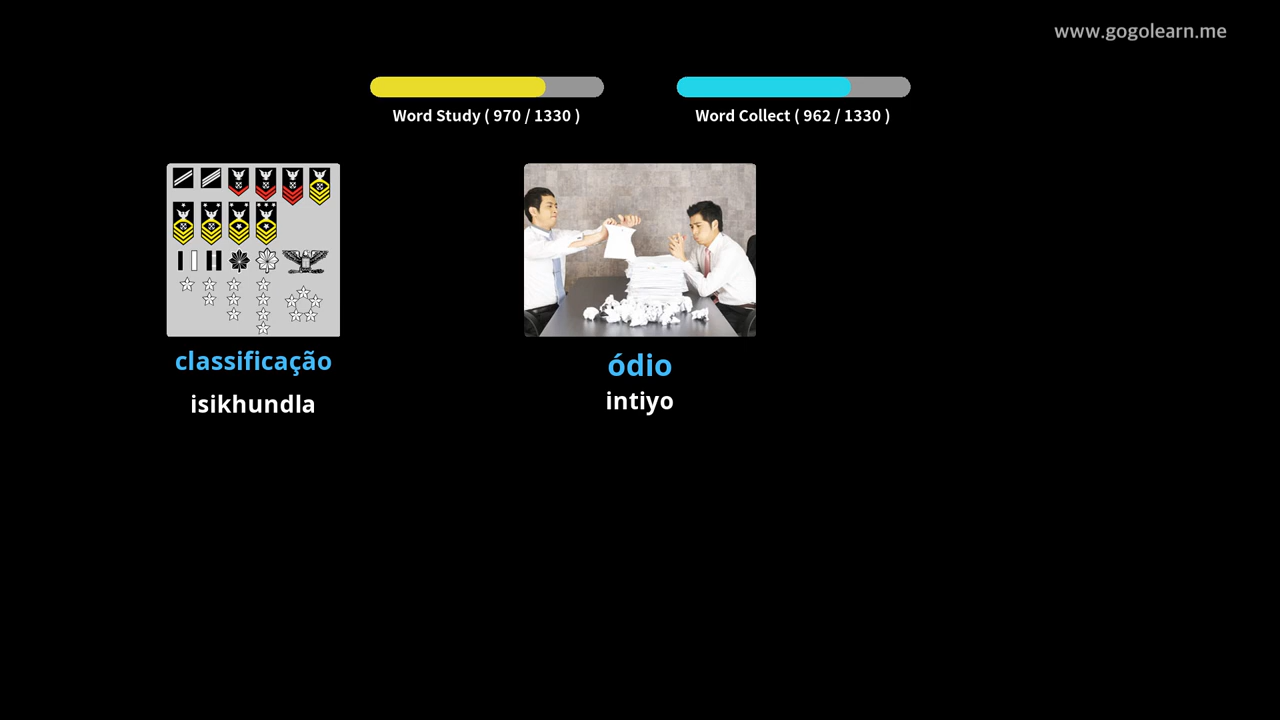 www.gogolearn.me
Word Study ( 970 / 1330 )
Word Collect ( 962 / 1330 )
classificação
isikhundla
ódio
intiyo